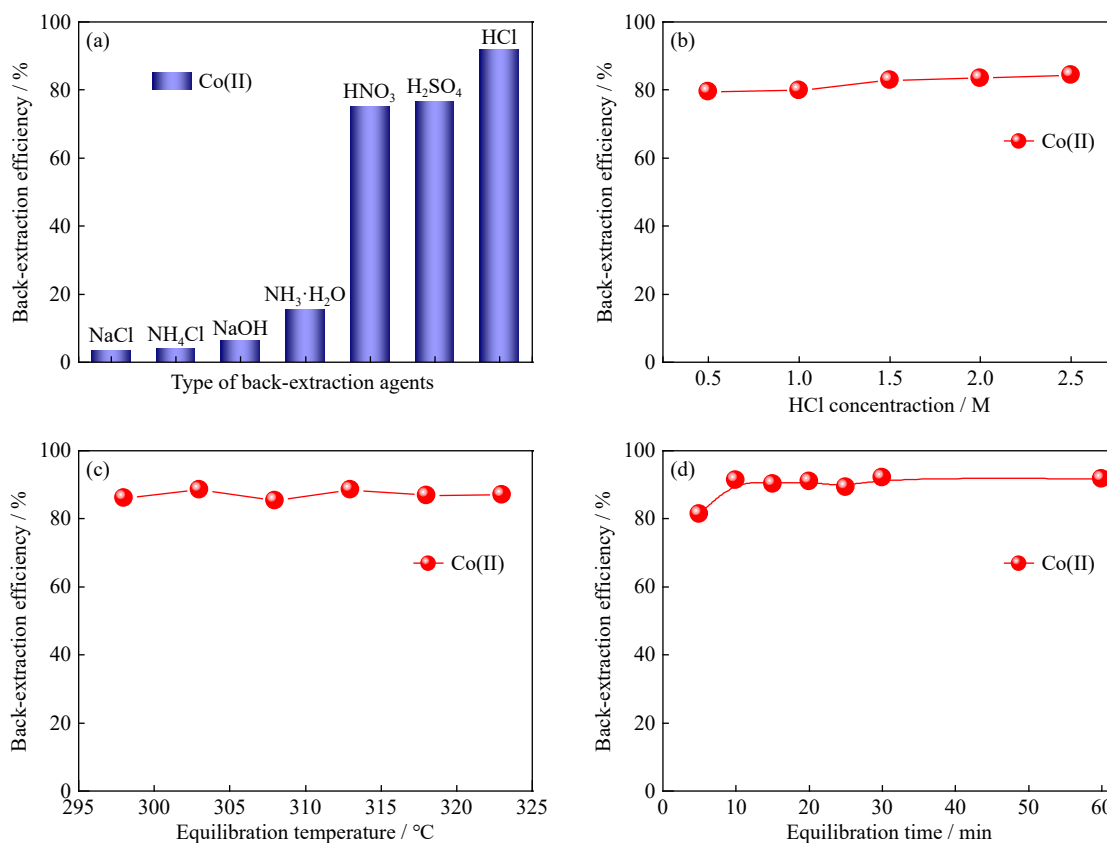 (a)
Co(II)
NaCl
NH₄Cl
NaOH
NH₃·H₂O
HNO₃
H₂SO₄
HCl
100
80
60
40
20
0
Back-extraction efficiency / %
Type of back-extraction agents
(b)
Co(II)
100
80
60
40
20
0
Back-extraction efficiency / %
0.5 1.0 1.5 2.0 2.5
HCl concentraction / M
(c)
Co(II)
100
80
60
40
20
0
Back-extraction efficiency / %
295 300 305 310 315 320 325
Equilibration temperature / °C
(d)
Co(II)
100
80
60
40
20
0
Back-extraction efficiency / %
0 10 20 30 40 50 60
Equilibration time / min